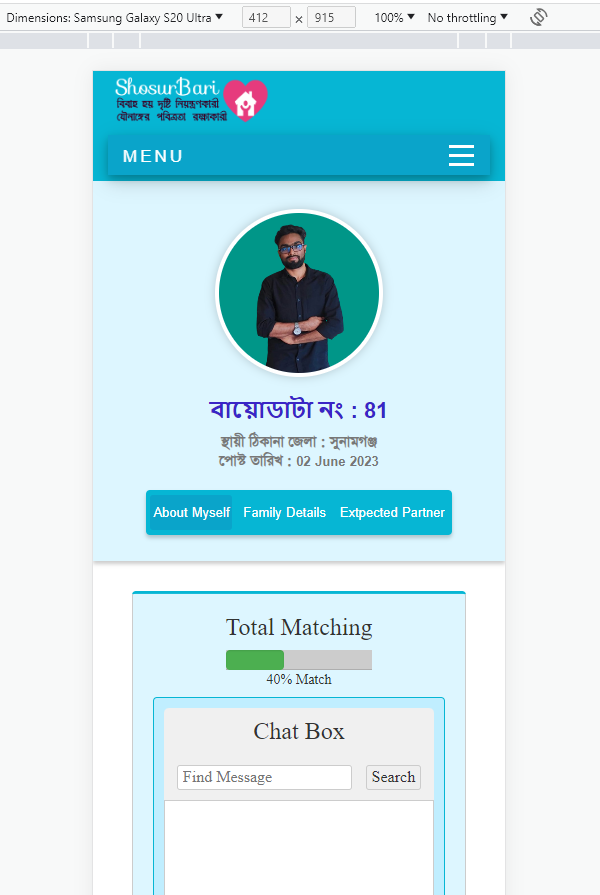 Dimensions: Samsung Galaxy S20 Ultra 412 x 915 100% No throttling
ShosurBari
বিবাহ হয় দৃষ্টি নিয়ন্ত্রণকারী
যৌনাঙ্গের পবিত্রতা রক্ষাকারী
MENU
বায়োডাটা নং : 81
স্থায়ী ঠিকানা জেলা : সুনামগঞ্জ
পোস্ট তারিখ : 02 June 2023
About Myself Family Details Extpected Partner
Total Matching
40% Match
Chat Box
Find Message Search